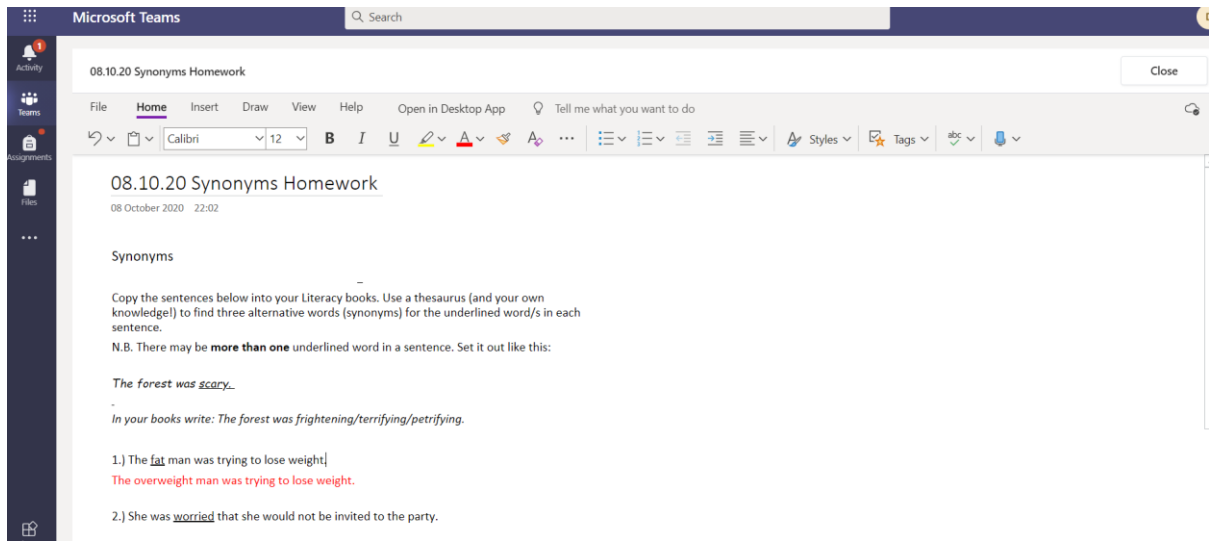 Microsoft Teams
Search
Activity
1
Teams
Assignments
Files
08.10.20 Synonyms Homework
Close
File Home Insert Draw View Help Open in Desktop App Tell me what you want to do
Calibri 12 B I U A A Styles Tags abc
08.10.20 Synonyms Homework
08 October 2020 22:02
Synonyms
Copy the sentences below into your Literacy books. Use a thesaurus (and your own
knowledge!) to find three alternative words (synonyms) for the underlined word/s in each
sentence.
N.B. There may be more than one underlined word in a sentence. Set it out like this:
The forest was scary.
In your books write: The forest was frightening/terrifying/petrifying.
1.) The fat man was trying to lose weight.
The overweight man was trying to lose weight.
2.) She was worried that she would not be invited to the party.